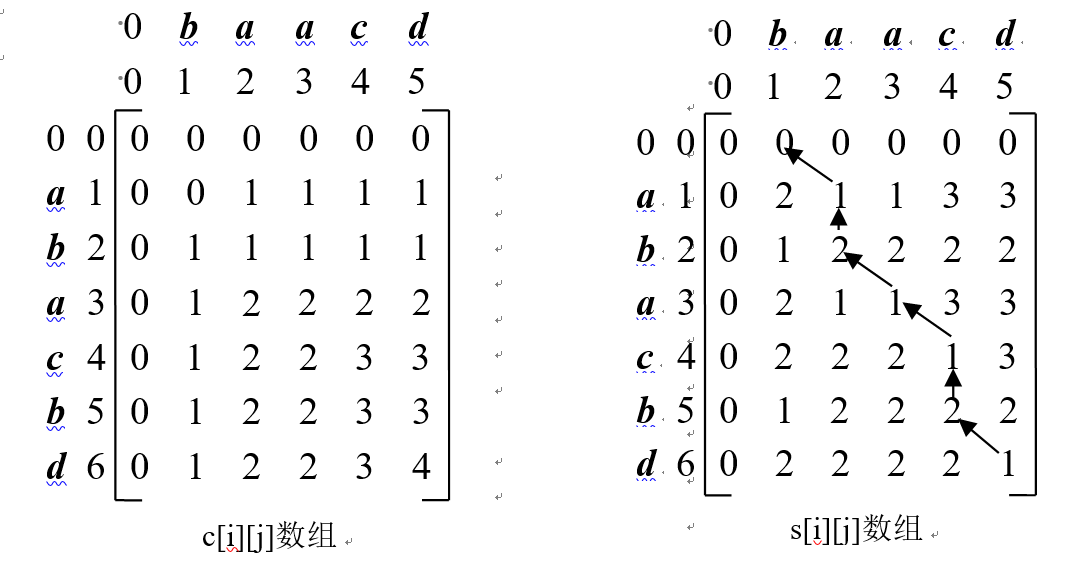 0 b a a c d
0 1 2 3 4 5
0 0 0 0 0 0 0 0
a 1 0 0 1 1 1 1
b 2 0 1 1 1 1 1
a 3 0 1 2 2 2 2
c 4 0 1 2 2 3 3
b 5 0 1 2 2 3 3
d 6 0 1 2 2 3 4
c[i][j]数组
0 b a a c d
0 1 2 3 4 5
0 0 0 0 0 0 0 0
a 1 0 2 1 1 3 3
b 2 0 1 2 2 2 2
a 3 0 2 1 1 3 3
c 4 0 2 2 2 1 3
b 5 0 1 2 2 2 2
d 6 0 2 2 2 2 1
s[i][j]数组